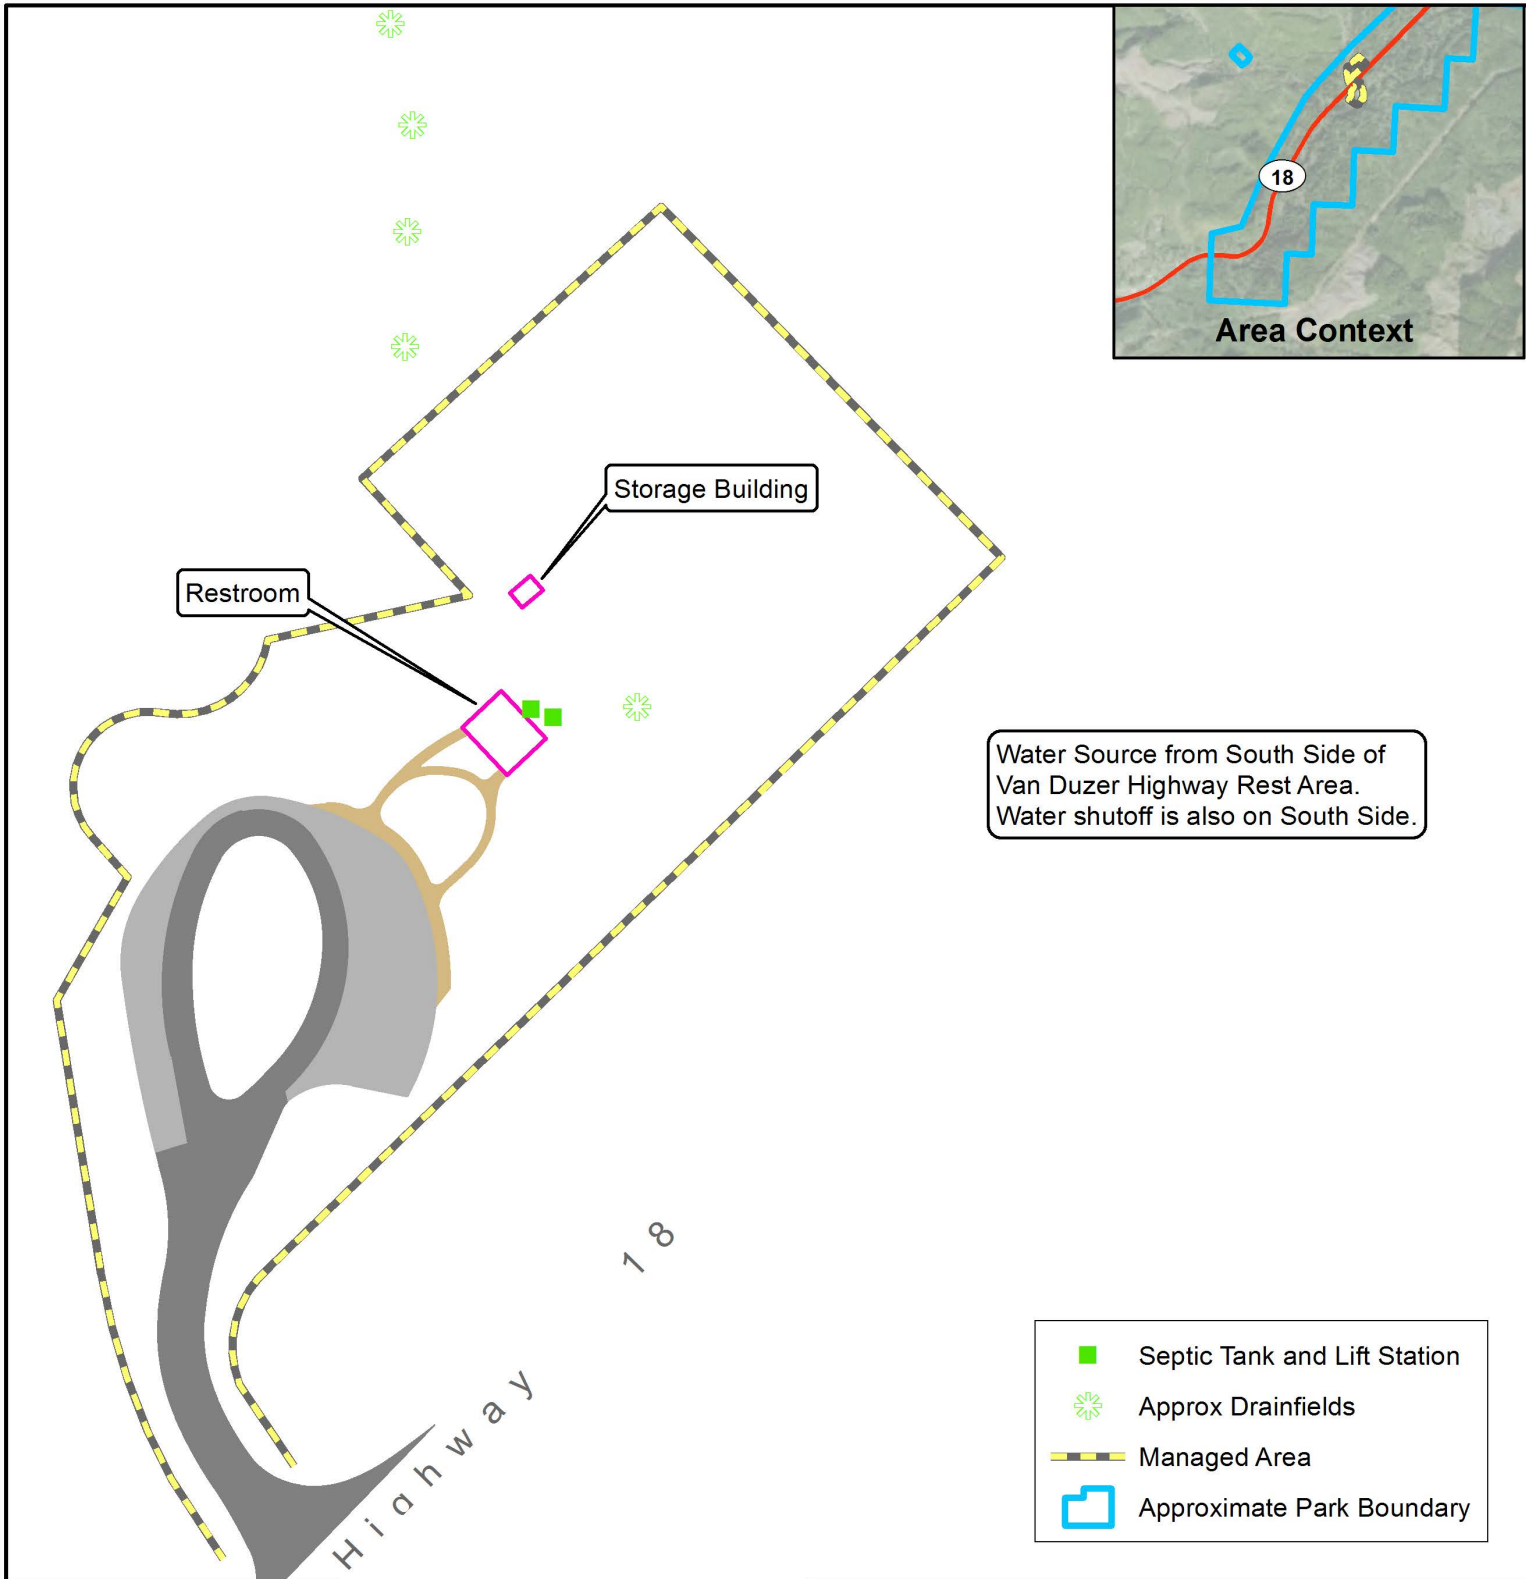 18
Area Context
Storage Building
Restroom
Water Source from South Side of
Van Duzer Highway Rest Area.
Water shutoff is also on South Side.
Highway 18
Septic Tank and Lift Station
Approx Drainfields
Managed Area
Approximate Park Boundary